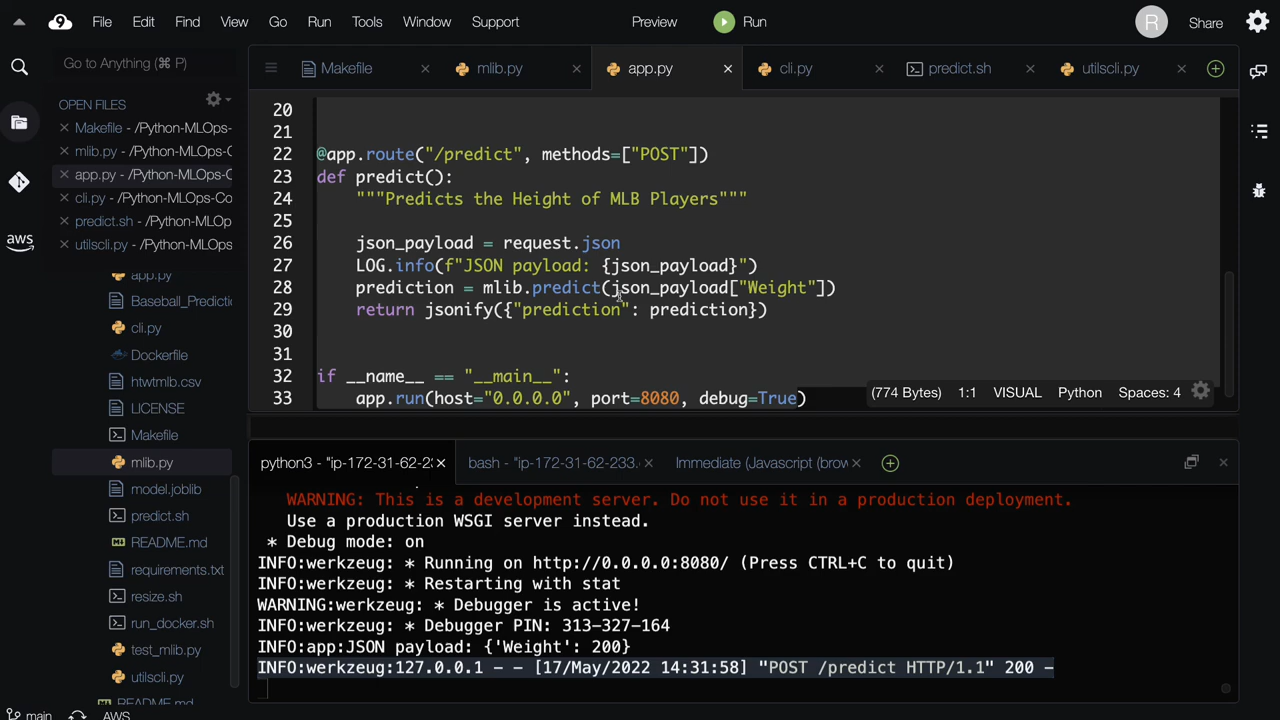 File Edit Find View Go Run Tools Window Support Preview Run R Share
Go to Anything (⌘ P)
Makefile mlib.py app.py cli.py predict.sh utilscli.py
OPEN FILES
Makefile - /Python-MLOps-
mlib.py - /Python-MLOps-C
app.py - /Python-MLOps-C
cli.py - /Python-MLOps-Co
predict.sh - /Python-MLOp
utilscli.py - /Python-MLOps
aws
app.py
Baseball_Predictio
cli.py
Dockerfile
htwtmlb.csv
LICENSE
Makefile
mlib.py
model.joblib
predict.sh
README.md
requirements.txt
resize.sh
run_docker.sh
test_mlib.py
utilscli.py
README.md
main AWS
20
21
22 @app.route("/predict", methods=["POST"])
23 def predict():
24 """Predicts the Height of MLB Players"""
25
26 json_payload = request.json
27 LOG.info(f"JSON payload: {json_payload}")
28 prediction = mlib.predict(json_payload["Weight"])
29 return jsonify({"prediction": prediction})
30
31
32 if __name__ == "__main__":
33 app.run(host="0.0.0.0", port=8080, debug=True)
(774 Bytes) 1:1 VISUAL Python Spaces: 4
python3 - "ip-172-31-62-23 bash - "ip-172-31-62-233. Immediate (Javascript (brow
WARNING: This is a development server. Do not use it in a production deployment.
Use a production WSGI server instead.
* Debug mode: on
INFO:werkzeug: * Running on http://0.0.0.0:8080/ (Press CTRL+C to quit)
INFO:werkzeug: * Restarting with stat
WARNING:werkzeug: * Debugger is active!
INFO:werkzeug: * Debugger PIN: 313-327-164
INFO:app:JSON payload: {'Weight': 200}
INFO:werkzeug:127.0.0.1 - - [17/May/2022 14:31:58] "POST /predict HTTP/1.1" 200 -